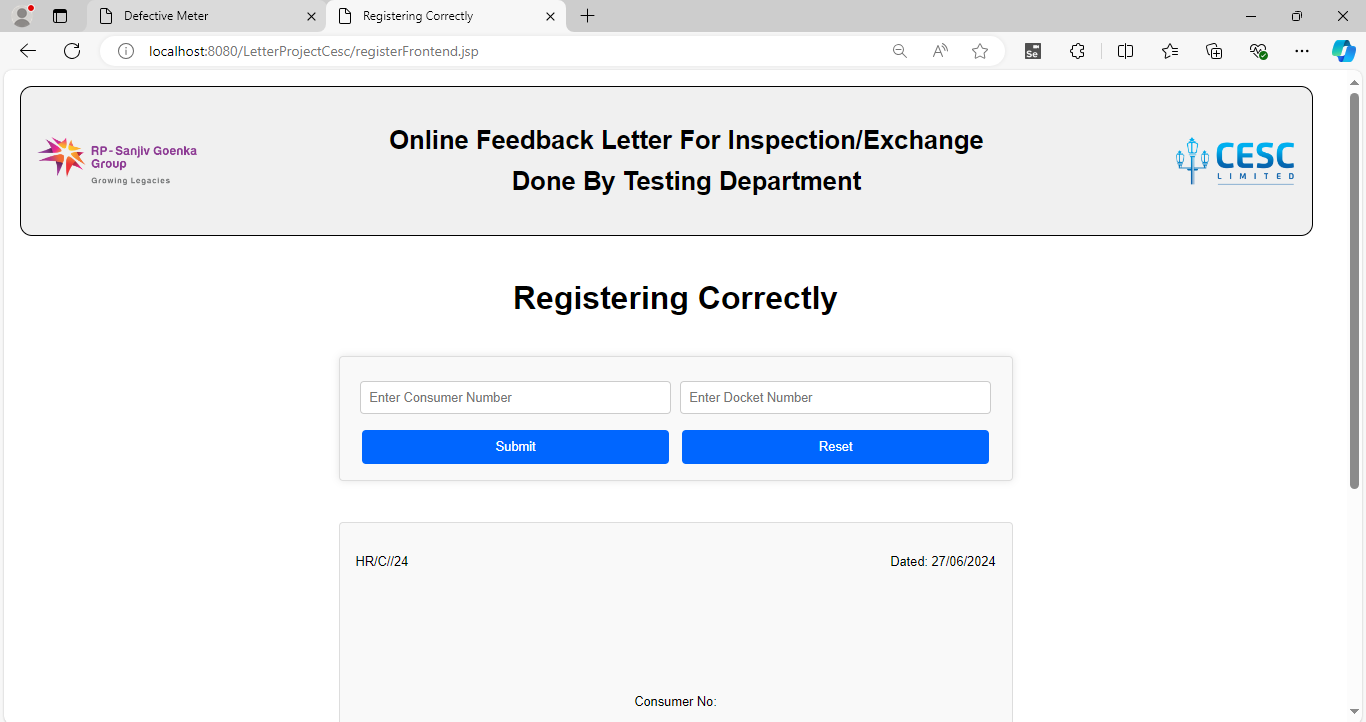 Defective Meter
Registering Correctly
localhost:8080/LetterProjectCesc/registerFrontend.jsp
Se
RP-Sanjiv Goenka
Group
Growing Legacies
Online Feedback Letter For Inspection/Exchange
Done By Testing Department
CESC
LIMITED
Registering Correctly
Enter Consumer Number
Enter Docket Number
Submit
Reset
HR/C//24
Dated: 27/06/2024
Consumer No: